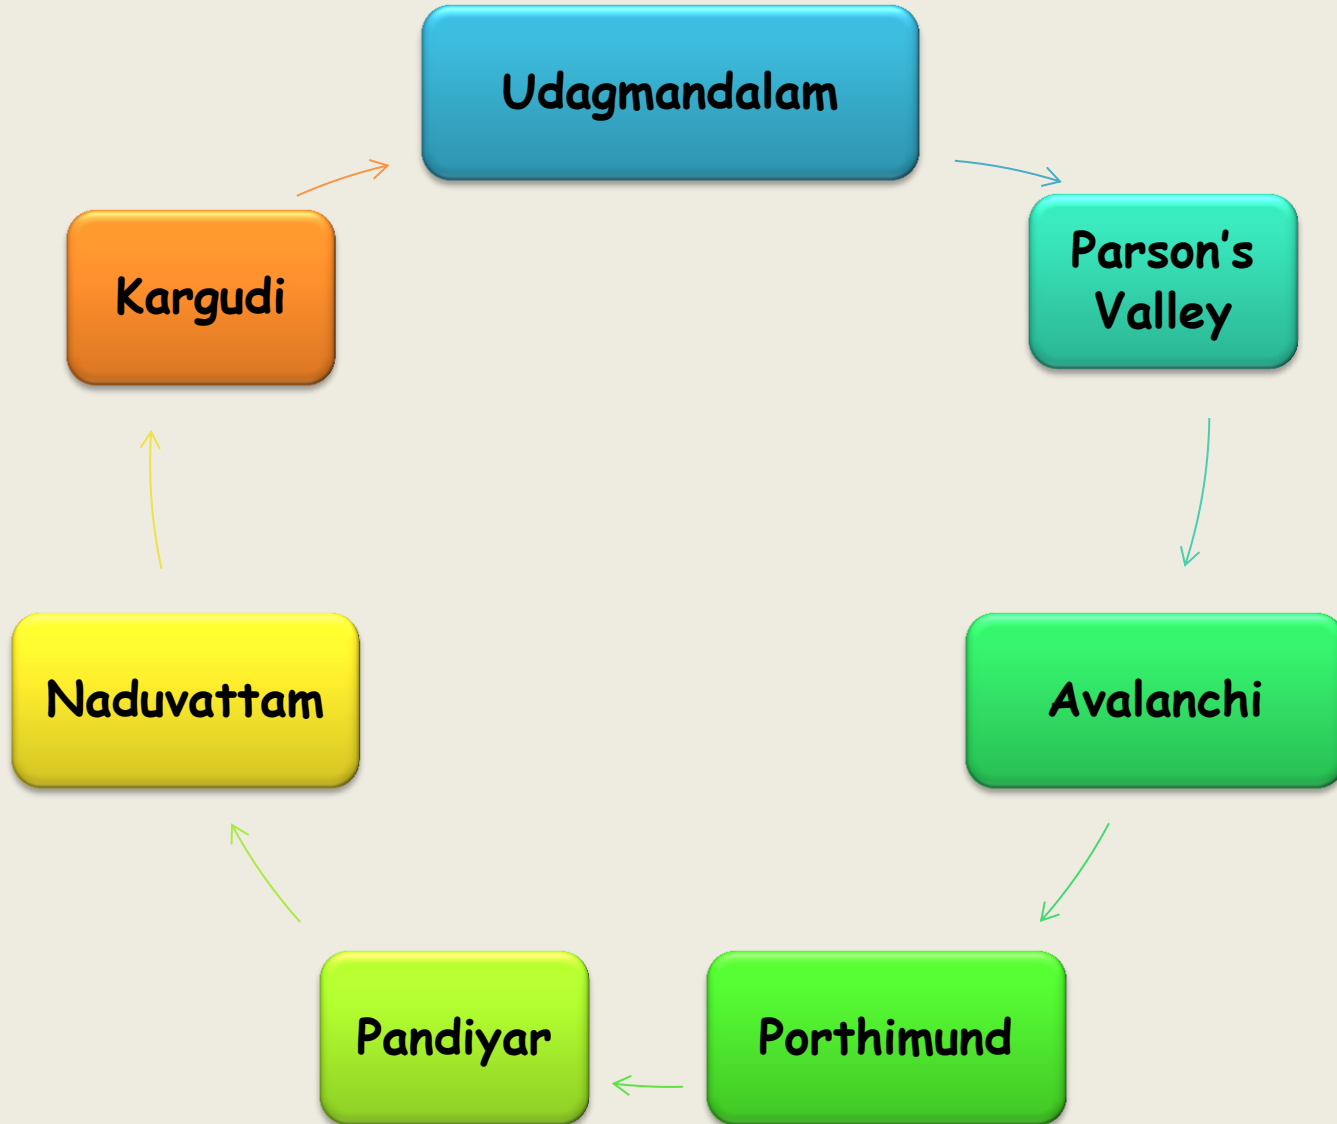 Udagmandalam
Parson’s
Valley
Avalanchi
Porthimund
Pandiyar
Naduvattam
Kargudi